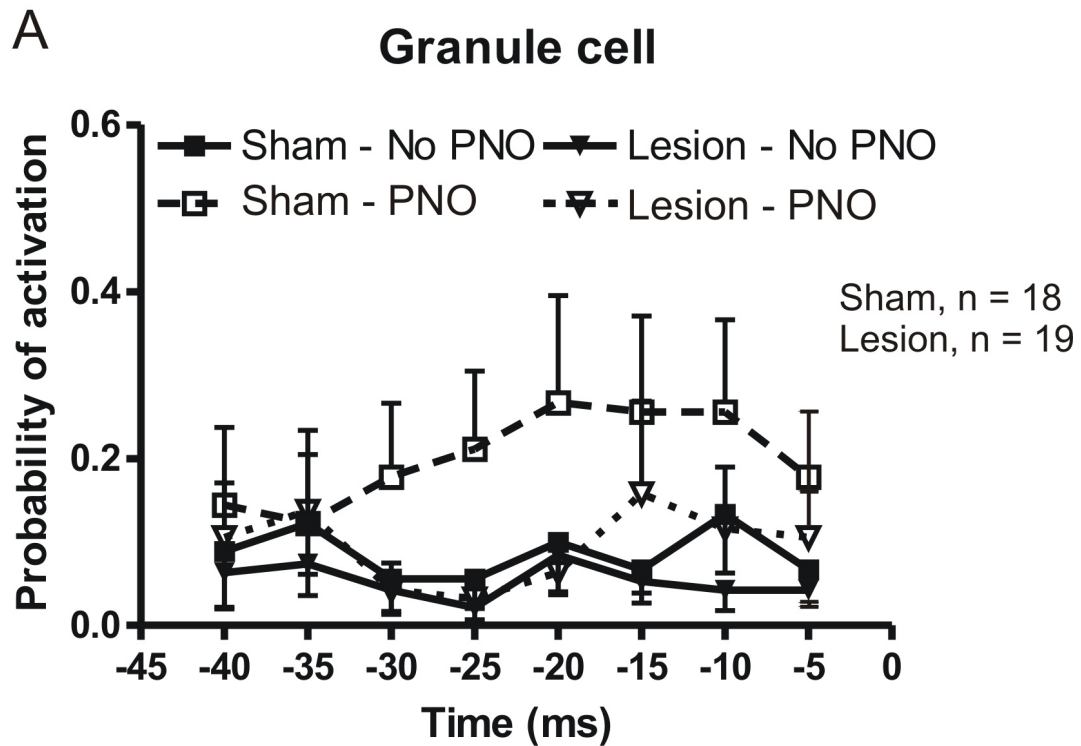 A
Granule cell
Sham - No PNO Lesion - No PNO
Sham - PNO Lesion - PNO
Probability of activation
0.6
0.4
0.2
0.0
Sham, n = 18
Lesion, n = 19
-45 -40 -35 -30 -25 -20 -15 -10 -5 0
Time (ms)